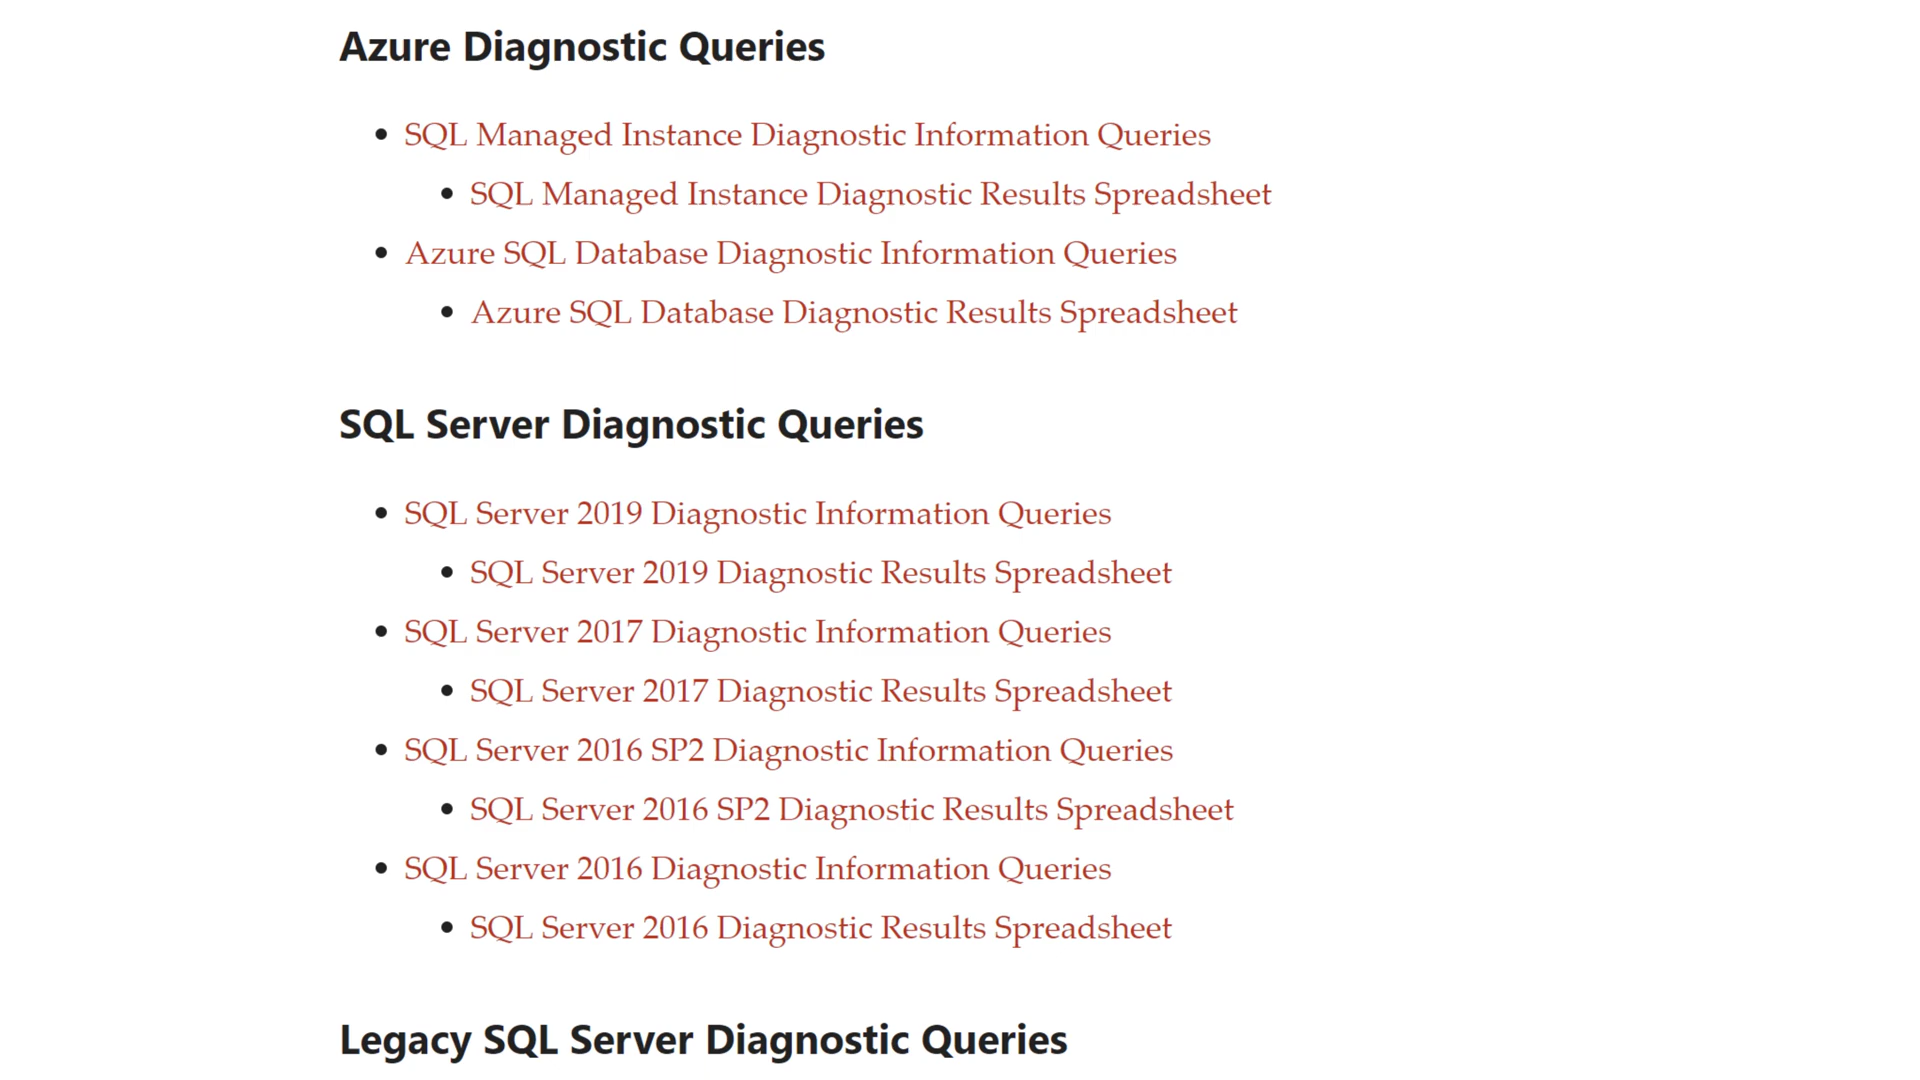 Azure Diagnostic Queries
SQL Managed Instance Diagnostic Information Queries
SQL Managed Instance Diagnostic Results Spreadsheet
Azure SQL Database Diagnostic Information Queries
Azure SQL Database Diagnostic Results Spreadsheet
SQL Server Diagnostic Queries
SQL Server 2019 Diagnostic Information Queries
SQL Server 2019 Diagnostic Results Spreadsheet
SQL Server 2017 Diagnostic Information Queries
SQL Server 2017 Diagnostic Results Spreadsheet
SQL Server 2016 SP2 Diagnostic Information Queries
SQL Server 2016 SP2 Diagnostic Results Spreadsheet
SQL Server 2016 Diagnostic Information Queries
SQL Server 2016 Diagnostic Results Spreadsheet
Legacy SQL Server Diagnostic Queries